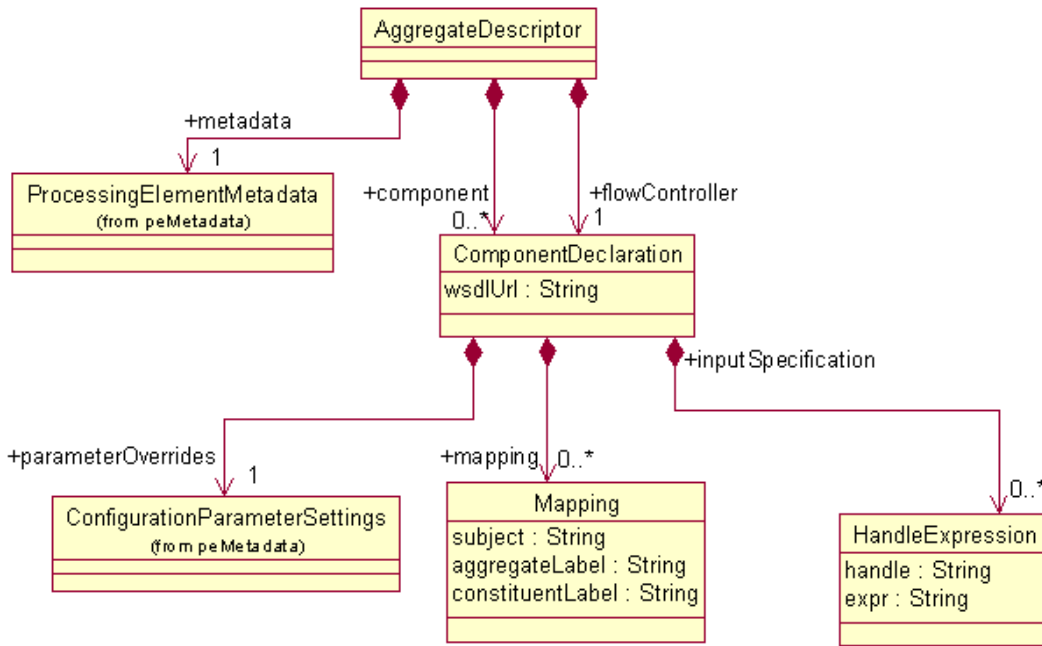 AggregateDescriptor
+metadata
1
ProcessingElementMetadata
(from peMetadata)
+component
0..*
+flowController
1
ComponentDeclaration
wsdlUrl : String
+inputSpecification
+parameterOverrides
1
+mapping
0..*
0..*
ConfigurationParameterSettings
(from peMetadata)
Mapping
subject : String
aggregateLabel : String
constituentLabel : String
HandleExpression
handle : String
expr : String